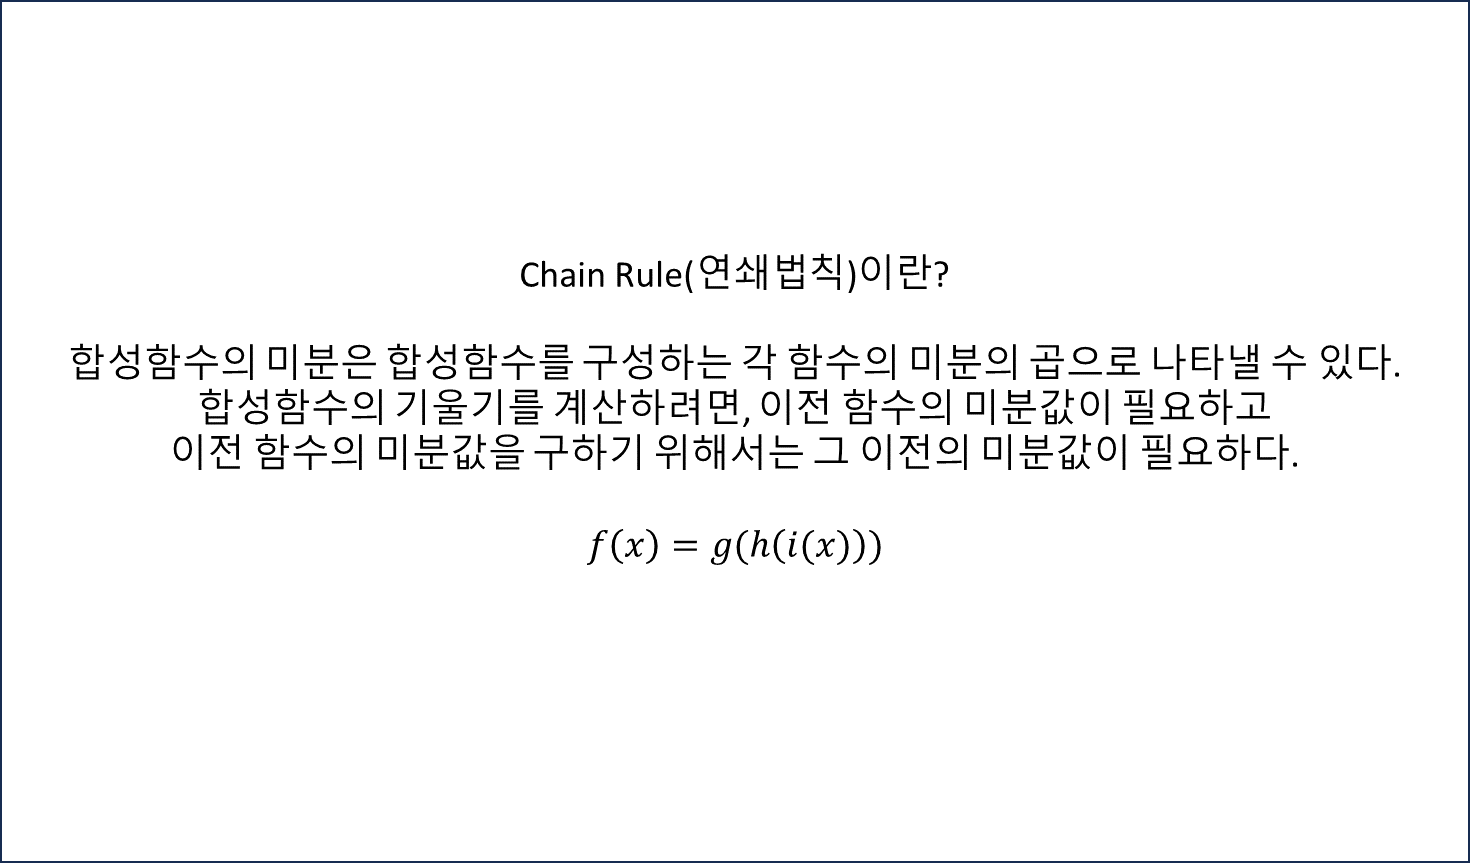 Chain Rule(연쇄법칙)이란?
합성함수의 미분은 합성함수를 구성하는 각 함수의 미분의 곱으로 나타낼 수 있다.
합성함수의 기울기를 계산하려면, 이전 함수의 미분값이 필요하고
이전 함수의 미분값을 구하기 위해서는 그 이전의 미분값이 필요하다.
f(x) = g(h(i(x)))